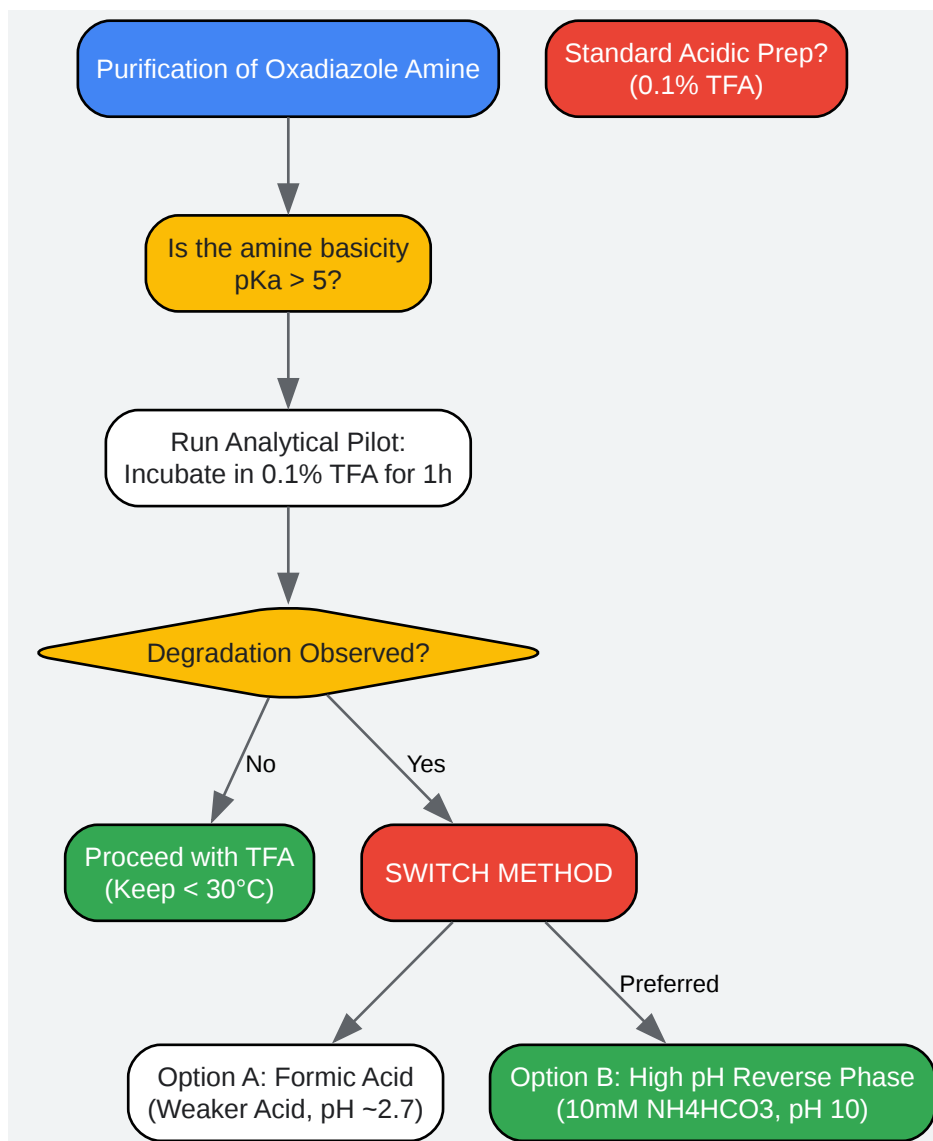 Purification of Oxadiazole Amine
Standard Acidic Prep?
(0.1% TFA)
Is the amine basicity
pKa > 5?
Run Analytical Pilot:
Incubate in 0.1% TFA for 1h
Degradation Observed?
No
Yes
Proceed with TFA
(Keep < 30°C)
SWITCH METHOD
Preferred
Option A: Formic Acid
(Weaker Acid, pH ~2.7)
Option B: High pH Reverse Phase
(10mM NH4HCO3, pH 10)